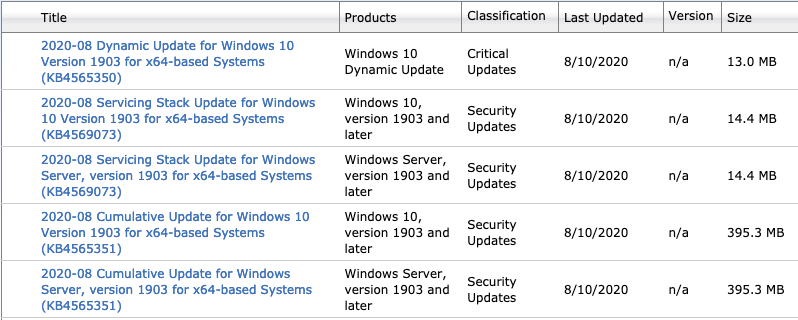 Title Products Classification Last Updated Version Size
2020-08 Dynamic Update for Windows 10
Version 1903 for x64-based Systems
(KB4565350)
Windows 10
Dynamic Update
Critical
Updates
8/10/2020
n/a
13.0 MB
2020-08 Servicing Stack Update for Windows
10 Version 1903 for x64-based Systems
(KB4569073)
Windows 10,
version 1903 and
later
Security
Updates
8/10/2020
n/a
14.4 MB
2020-08 Servicing Stack Update for Windows
Server, version 1903 for x64-based Systems
(KB4569073)
Windows Server,
version 1903 and
later
Security
Updates
8/10/2020
n/a
14.4 MB
2020-08 Cumulative Update for Windows 10
Version 1903 for x64-based Systems
(KB4565351)
Windows 10,
version 1903 and
later
Security
Updates
8/10/2020
n/a
395.3 MB
2020-08 Cumulative Update for Windows
Server, version 1903 for x64-based Systems
(KB4565351)
Windows Server,
version 1903 and
later
Security
Updates
8/10/2020
n/a
395.3 MB